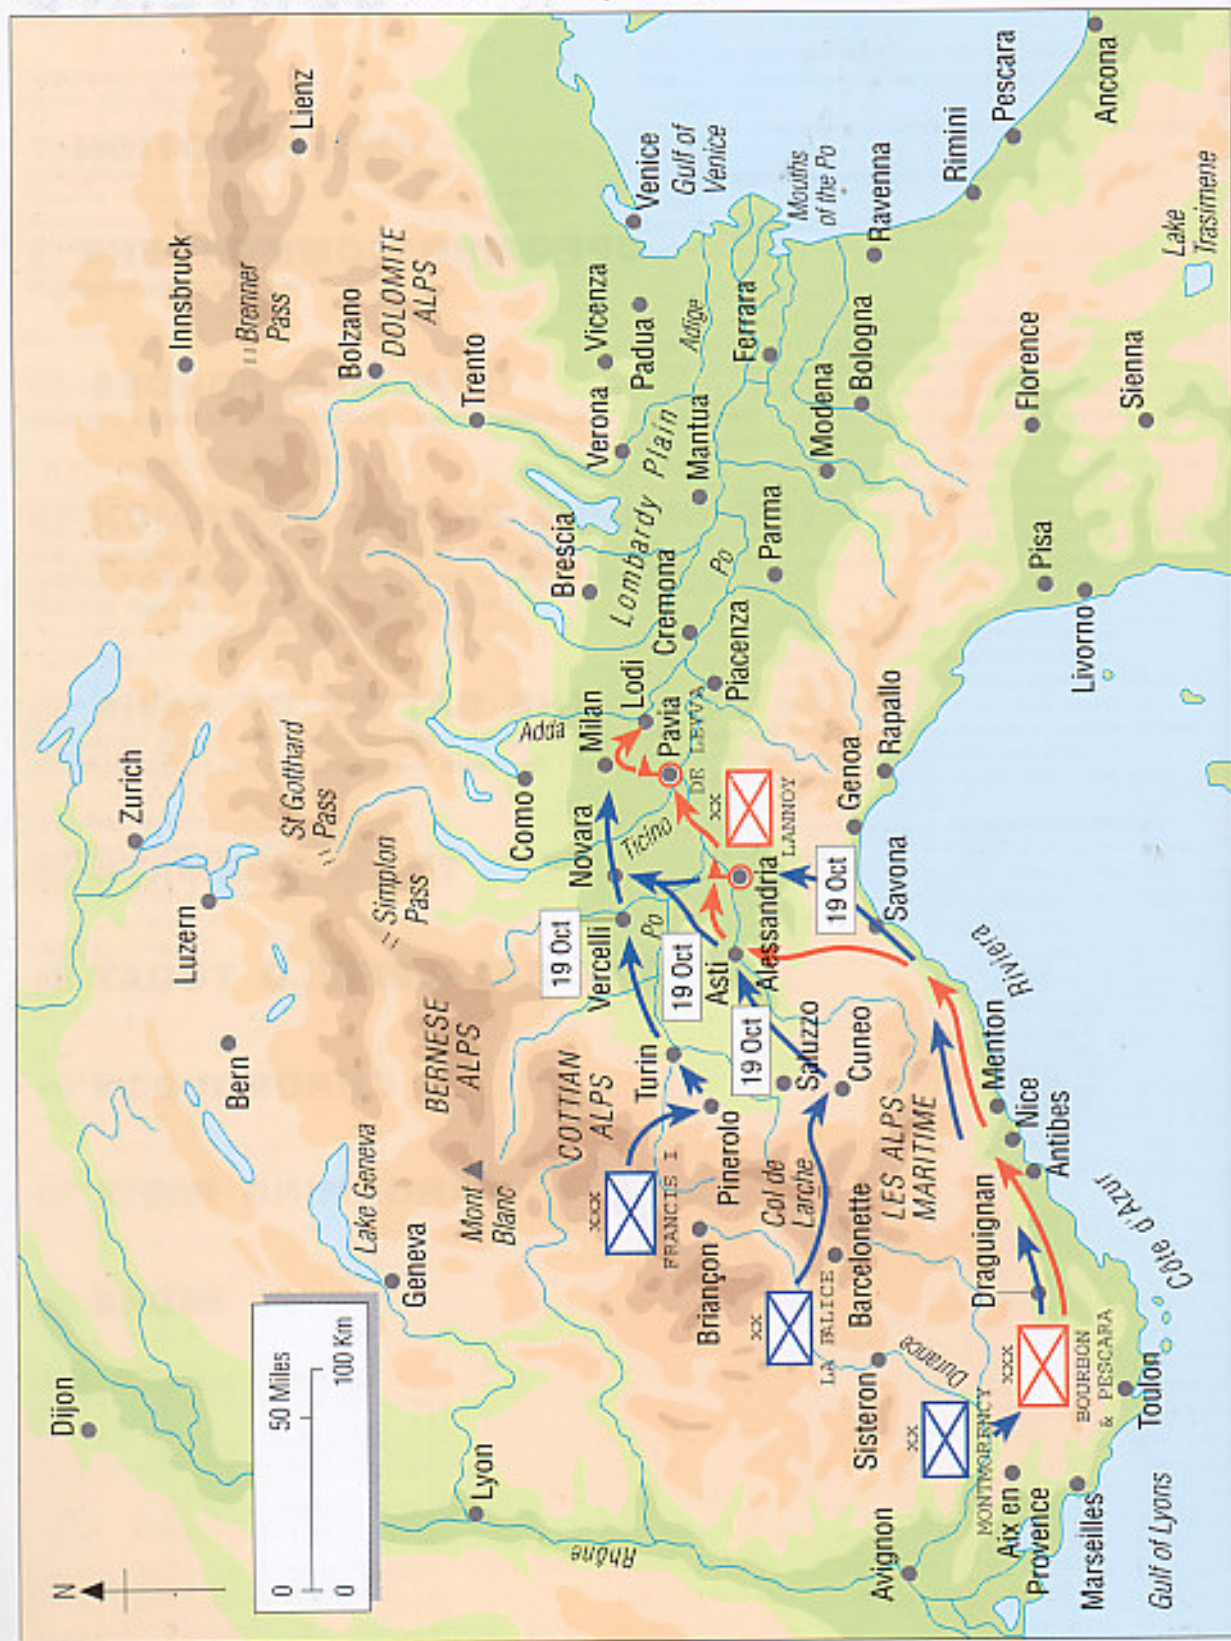 N
0 50 Miles
0 100 Km
Dijon
Lyon
Rhône
Avignon
Aix en
Provence
Marseilles
Gulf of Lyons
Toulon
Côte d'Azur
xx
MONTMORENCY
xxx
BOURBON
& PESCARA
Durance
Sisteron
Draguignan
Barcelonette
xx
LA PALICE
Briançon
Col de
Larche
LES ALPS
MARITIME
Antibes
Nice
Menton
Riviera
xxx
FRANCIS I
Pinerolo
COTTIAN
ALPS
Geneva
Lake Geneva
Mont
Blanc
BERNESE
ALPS
Bern
Luzern
Zurich
Simplon
Pass
St Gotthard
Pass
Turin
Saluzzo
Cuneo
19 Oct
19 Oct
19 Oct
19 Oct
Vercelli
Po
Asti
Alessandria
Savona
Novara
Ticino
Como
Milan
Adda
Lodi
Pavia
DE LEYVA
xx
LANNOY
Genoa
Rapallo
Piacenza
Cremona
Po
Parma
Brescia
Lombardy Plain
Mantua
Verona
Vicenza
Padua
Adige
Ferrara
Modena
Bologna
Trento
Bolzano
DOLOMITE
ALPS
Brenner
Pass
Innsbruck
Lienz
Venice
Gulf of
Venice
Mouths
of the Po
Ravenna
Rimini
Pescara
Ancona
Florence
Sienna
Pisa
Livorno
Lake
Trasimene